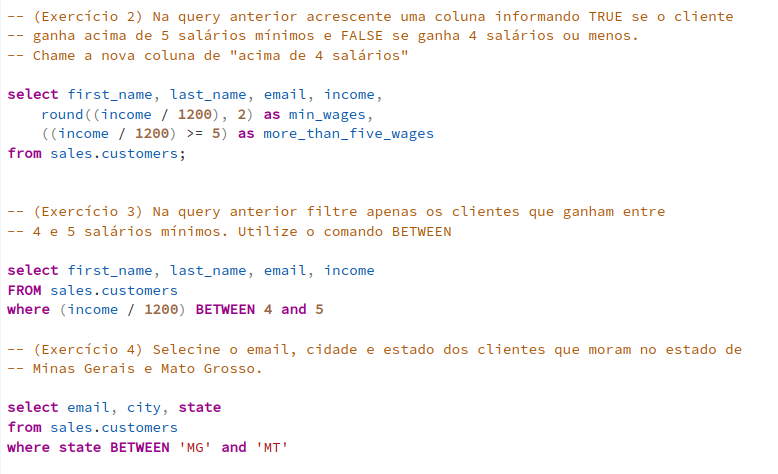 -- (Exercício 2) Na query anterior acrescente uma coluna informando TRUE se o cliente
-- ganha acima de 5 salários mínimos e FALSE se ganha 4 salários ou menos.
-- Chame a nova coluna de "acima de 4 salários"
select first_name, last_name, email, income,
round((income / 1200), 2) as min_wages,
((income / 1200) >= 5) as more_than_five_wages
from sales.customers;
-- (Exercício 3) Na query anterior filtre apenas os clientes que ganham entre
-- 4 e 5 salários mínimos. Utilize o comando BETWEEN
select first_name, last_name, email, income
FROM sales.customers
where (income / 1200) BETWEEN 4 and 5
-- (Exercício 4) Selecine o email, cidade e estado dos clientes que moram no estado de
-- Minas Gerais e Mato Grosso.
select email, city, state
from sales.customers
where state BETWEEN 'MG' and 'MT'